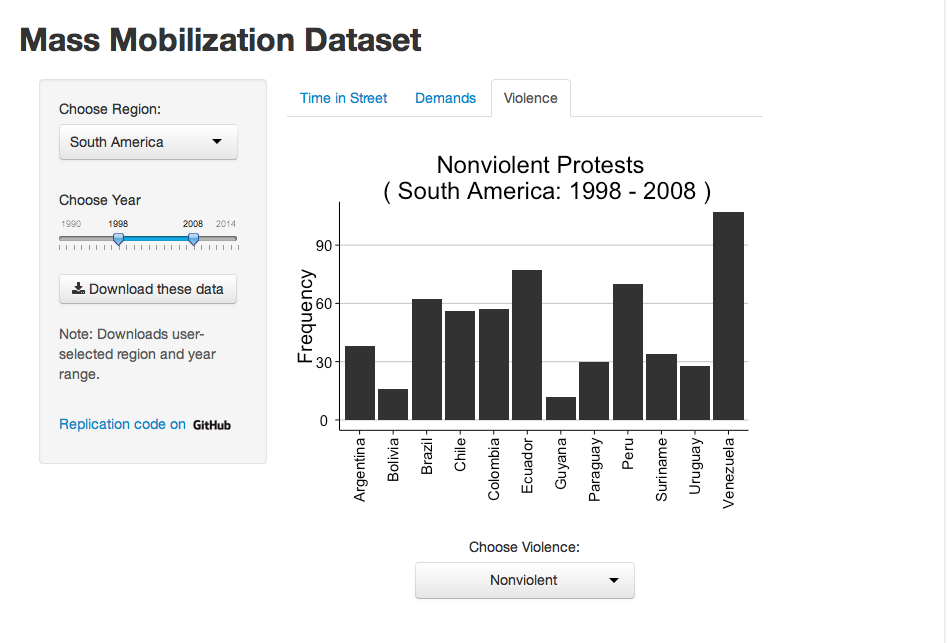 Mass Mobilization Dataset
Choose Region:
South America
Choose Year
1990 1998 2008 2014
Download these data
Note: Downloads user-
selected region and year
range.
Replication code on GitHub
Time in Street Demands Violence
Nonviolent Protests
( South America: 1998 - 2008 )
Frequency
90
60
30
0
Argentina
Bolivia
Brazil
Chile
Colombia
Ecuador
Guyana
Paraguay
Peru
Suriname
Uruguay
Venezuela
Choose Violence:
Nonviolent